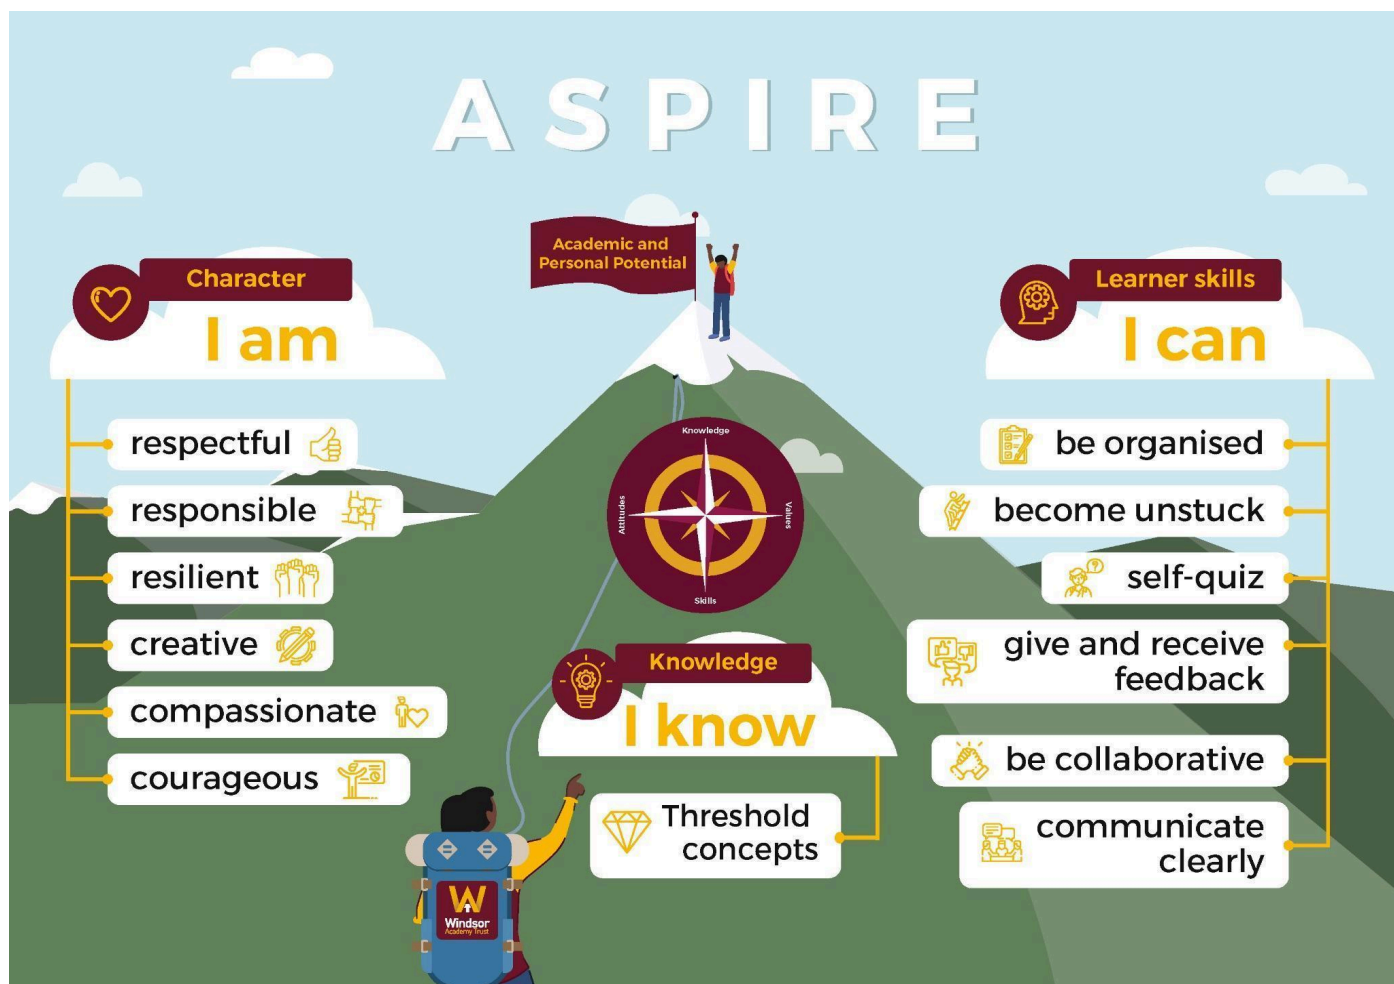 ASPIRE
Academic and
Personal Potential
Character
I am
respectful
responsible
resilient
creative
compassionate
courageous
Knowledge
Attitudes
Values
Skills
Knowledge
I know
Threshold
concepts
Learner skills
I can
be organised
become unstuck
self-quiz
give and receive
feedback
be collaborative
communicate
clearly
W
Windsor
Academy Trust